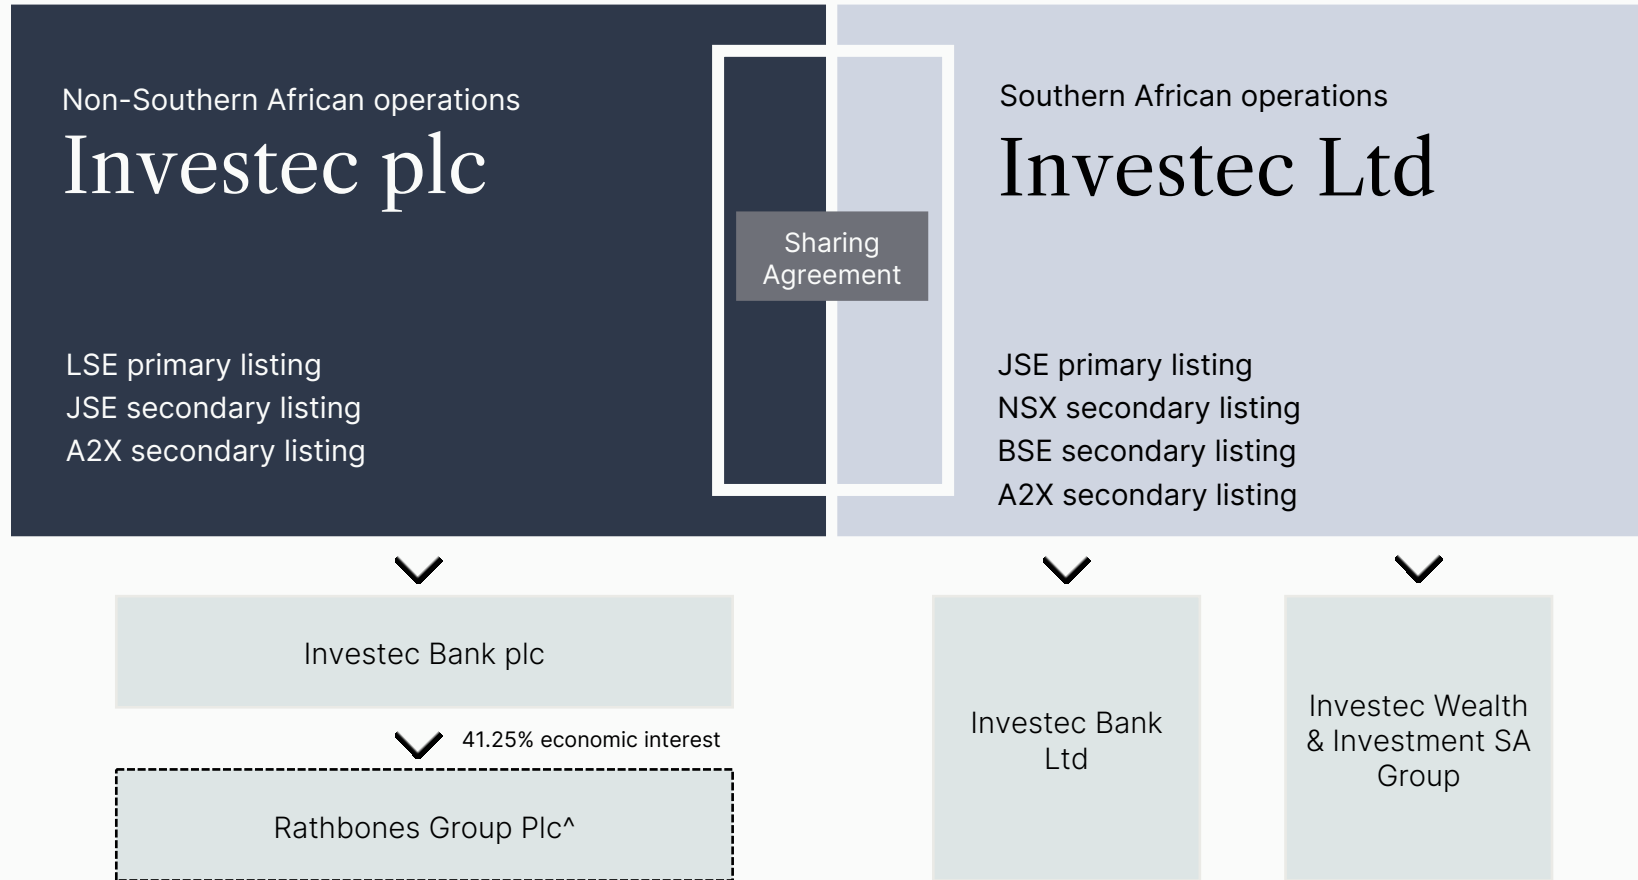 Non-Southern African operations
Investec plc
LSE primary listing
JSE secondary listing
A2X secondary listing
Sharing
Agreement
Southern African operations
Investec Ltd
JSE primary listing
NSX secondary listing
BSE secondary listing
A2X secondary listing
Investec Bank plc
41.25% economic interest
Rathbones Group Plc^
Investec Bank
Ltd
Investec Wealth
& Investment SA
Group